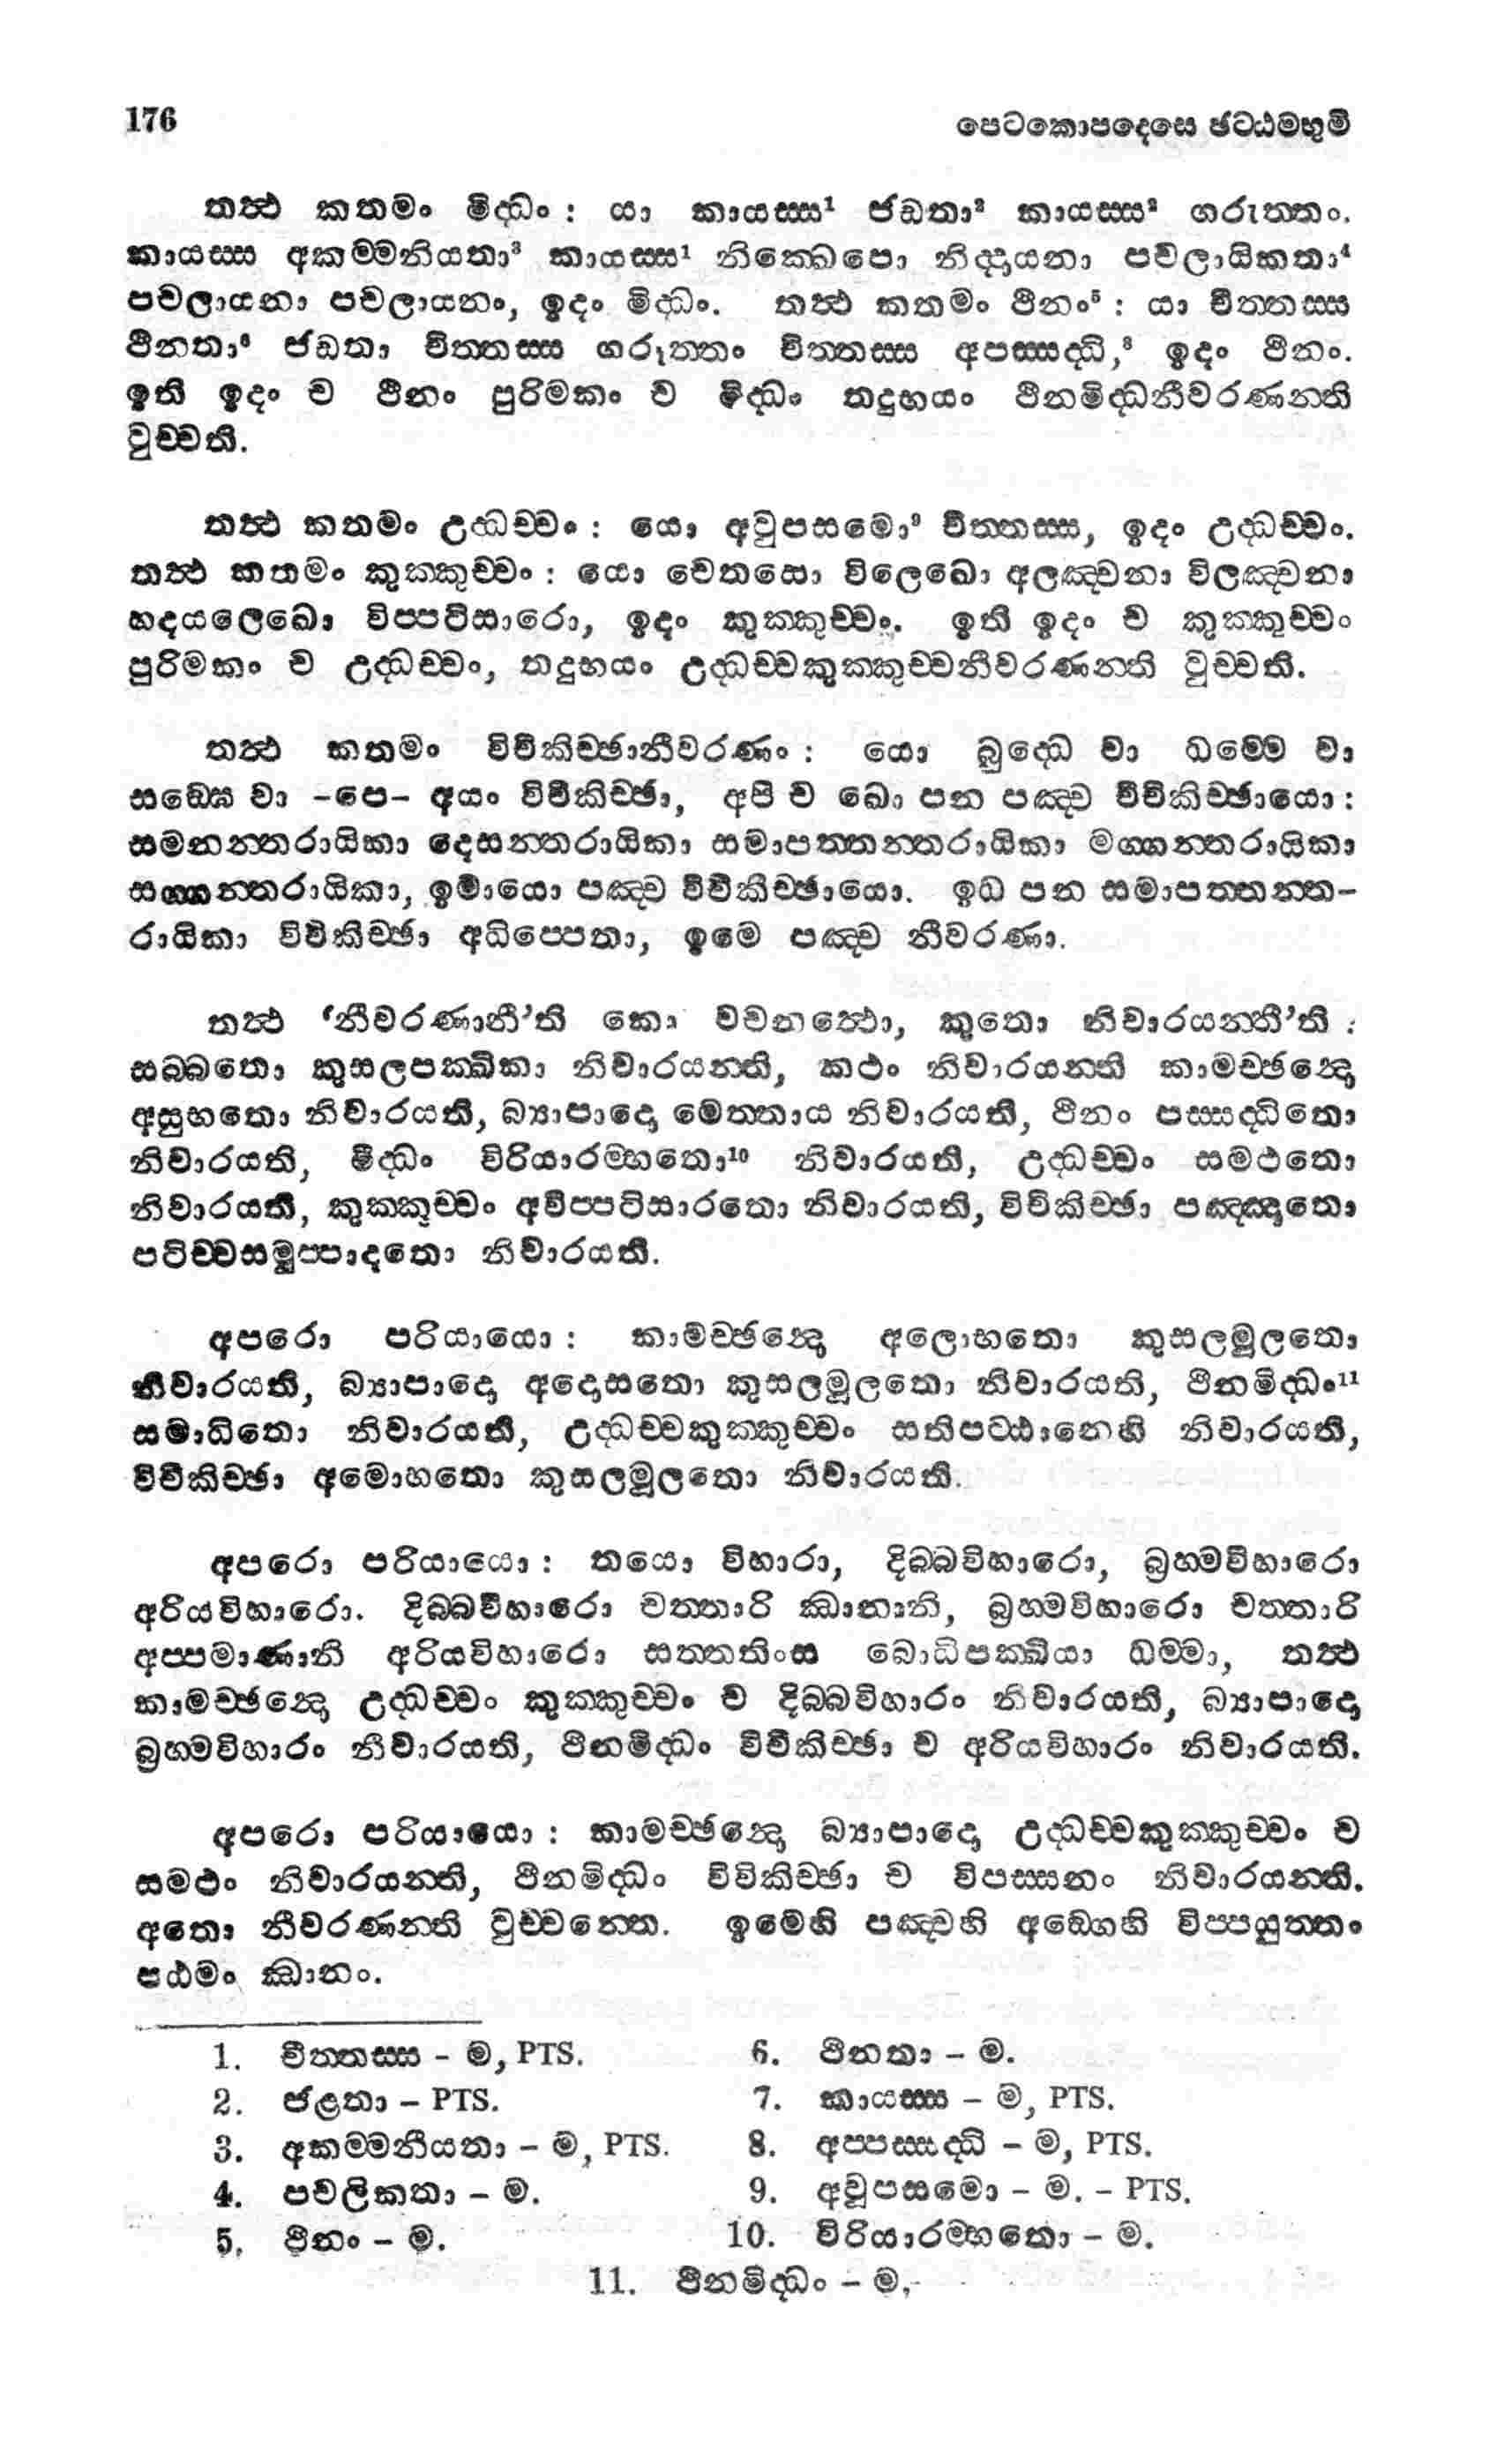 176
පෙටකොපදෙසෙ ඡට්ඨමභුමි
තත්‍ථ කතමං මිද්‍ධං : යා කායස්ස¹ ජඩතා² කායස්ස² ගරුත්තං.
කායස්ස අකම්මනියතා³ කායස්ස¹ නික්ඛෙපො නිද්දායනා පචලායිකතා⁴
පචලායනා පචලායනං, ඉදං මිද්‍ධං. තත්‍ථ කතමං ථිනං⁵ : යා චිත්තස්ස
ථිනතා⁶ ජඩතා චිත්තස්ස ගරුත්තං චිත්තස්ස අපස්සද්‍ධි,⁸ ඉදං ථිනං.
ඉති ඉදං ච ථිනං පුරිමකං ච මිද්‍ධං තදුභයං ථිනමිද්‍ධනීවරණන්ති
වුච්චති.
තත්‍ථ කතමං උද්‍ධච්චං : යො අවුපසමො⁹ චිත්තස්ස, ඉදං උද්‍ධච්චං.
තත්‍ථ කතමං කුක්කුච්චං : යො චෙතසො විලෙඛො අලඤ්චනා විලඤ්චනා
හදයලෙඛො විප්පටිසාරො, ඉදං කුක්කුච්චං. ඉති ඉදං ච කුක්කුච්චං
පුරිමකං ච උද්‍ධච්චං, තදුභයං උද්‍ධච්චකුක්කුච්චනීවරණන්ති වුච්චති.
තත්‍ථ කතමං විචිකිච්ඡානීවරණං : යො බුද්‍ධෙ වා ධම්මෙ වා
සඞ්ඝෙ වා -පෙ- අයං විචිකිච්ඡා, අපි ච ඛො පන පඤ්ච විචිකිච්ඡායො :
සමනන්තරායිකා දෙසන්තරායිකා සමාපත්තන්තරායිකා මග්ගන්තරායිකා
සග්ගන්තරායිකා, ඉමායො පඤ්ච විචිකිච්ඡායො. ඉධ පන සමාපත්තන්ත-
රායිකා විචිකිච්ඡා අධිප්පෙතා, ඉමෙ පඤ්ච නීවරණා.
තත්‍ථ ‘නීවරණානී’ති කො වචනත්‍ථො, කුතො නිවාරයන්තී’ති :
සබ්බතො කුසලපක්ඛිකා නිවාරයන්ති, කථං නිවාරයන්ති කාමච්ඡන්‍දො
අසුභතො නිවාරයති, බ්‍යාපාදො මෙත්තාය නිවාරයති, ථිනං පස්සද්‍ධිතො
නිවාරයති, මිද්‍ධං විරියාරම්භතො¹⁰ නිවාරයති, උද්‍ධච්චං සමථතො
නිවාරයති, කුක්කුච්චං අවිප්පටිසාරතො නිවාරයති, විචිකිච්ඡා පඤ්ඤතො
පටිච්චසමුප්පාදතො නිවාරයති.
අපරො පරියායො : කාමච්ඡන්‍දො අලොභතො කුසලමූලතො
නිවාරයති, බ්‍යාපාදො අදොසතො කුසලමූලතො නිවාරයති, ථිනමිද්‍ධං¹¹
සමාධිතො නිවාරයති, උද්‍ධච්චකුක්කුච්චං සතිපට්ඨානෙහි නිවාරයති,
විචිකිච්ඡා අමොහතො කුසලමූලතො නිවාරයති.
අපරො පරියායො : තයො විහාරා, දිබ්බවිහාරො, බ්‍රහ්මවිහාරො
අරියවිහාරො. දිබ්බවිහාරො චත්තාරි ඣානානි, බ්‍රහ්මවිහාරො චත්තාරි
අප්පමාණානි අරියවිහාරො සත්තතිංස බොධිපක්ඛියා ධම්මා, තත්‍ථ
කාමච්ඡන්‍දො උද්‍ධච්චං කුක්කුච්චං ච දිබ්බවිහාරං නිවාරයති, බ්‍යාපාදො
බ්‍රහ්මවිහාරං නිවාරයති, ථිනමිද්‍ධං විචිකිච්ඡා ච අරියවිහාරං නිවාරයති.
අපරො පරියායො : කාමච්ඡන්‍දො බ්‍යාපාදො උද්‍ධච්චකුක්කුච්චං ච
සමථං නිවාරයන්ති, ථිනමිද්‍ධං විචිකිච්ඡා ච විපස්සනං නිවාරයන්ති.
අතො නීවරණන්ති වුච්චන්තෙ. ඉමෙහි පඤ්චහි අඞ්ගෙහි විප්පයුත්තං
පඨමං ඣානං.
1. චිත්තස්ස - ම, PTS.
2. ජළතා - PTS.
3. අකම්මනීයතා - ම, PTS.
4. පචලිකතා - ම.
5. ථීනං - ම.
6. ථිනතා - ම.
7. කායස්ස - ම, PTS.
8. අප්පස්සද්‍ධි - ම, PTS.
9. අවූපසමො - ම. - PTS.
10. විරියාරම්භතො - ම.
11. ථීනමිද්‍ධං - ම.